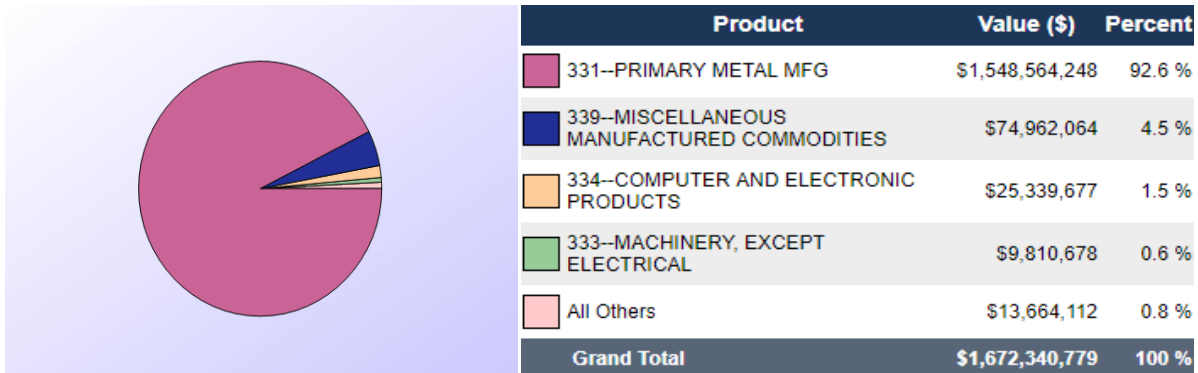 Product Value ($) Percent
331--PRIMARY METAL MFG $1,548,564,248 92.6 %
339--MISCELLANEOUS
MANUFACTURED COMMODITIES $74,962,064 4.5 %
334--COMPUTER AND ELECTRONIC
PRODUCTS $25,339,677 1.5 %
333--MACHINERY, EXCEPT
ELECTRICAL $9,810,678 0.6 %
All Others $13,664,112 0.8 %
Grand Total $1,672,340,779 100 %